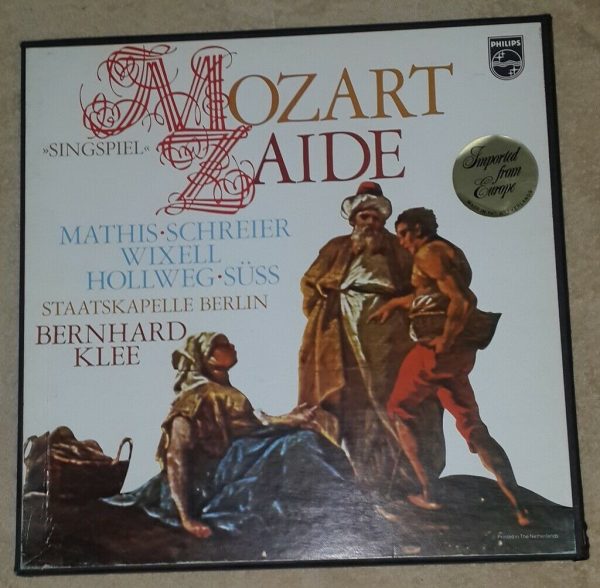 PHILIPS
MOZART
»SINGSPIEL«
ZAIDE
Imported
from
Europe
MATHIS·SCHREIER
WIXELL
HOLLWEG·SÜSS
STAATSKAPELLE BERLIN
BERNHARD
KLEE
Printed in The Netherlands